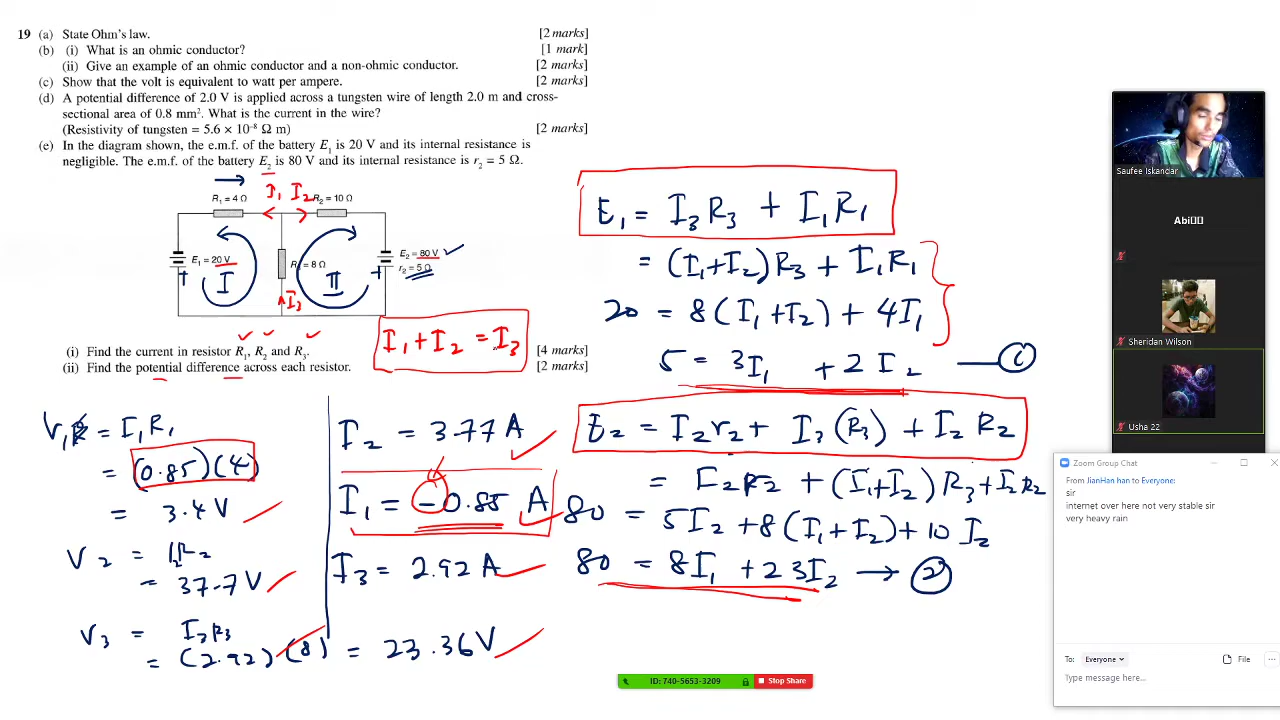 19 (a) State Ohm's law. [2 marks]
(b) (i) What is an ohmic conductor? [1 mark]
(ii) Give an example of an ohmic conductor and a non-ohmic conductor. [2 marks]
(c) Show that the volt is equivalent to watt per ampere. [2 marks]
(d) A potential difference of 2.0 V is applied across a tungsten wire of length 2.0 m and cross-
sectional area of 0.8 mm². What is the current in the wire?
(Resistivity of tungsten = 5.6 × 10⁻⁸ Ω m) [2 marks]
(e) In the diagram shown, the e.m.f. of the battery E₁ is 20 V and its internal resistance is
negligible. The e.m.f. of the battery E₂ is 80 V and its internal resistance is r₂ = 5 Ω.
I₁ I₂
R₁ = 4 Ω
R₂ = 10 Ω
E₁ = 20 V
I
= 8 Ω
II
E₂ = 80 V
r₂ = 5 Ω
+
+
I₃
I₁ + I₂ = I₃
(i) Find the current in resistor R₁, R₂ and R₃. [4 marks]
(ii) Find the potential difference across each resistor. [2 marks]
V₁ = I₁R₁
= (0.85)(4)
= 3.4 V
V₂ = I₂R₂
= 37.7 V
V₃ = I₃R₃
= (2.92)(8) = 23.36 V
I₂ = 3.77 A
I₁ = -0.85 A
I₃ = 2.92 A
E₁ = I₃R₃ + I₁R₁
= (I₁+I₂)R₃ + I₁R₁
20 = 8(I₁+I₂) + 4I₁
5 = 3I₁ + 2I₂ — ①
E₂ = I₂r₂ + I₃(R₃) + I₂R₂
= I₂r₂ + (I₁+I₂)R₃ + I₂R₂
80 = 5I₂ + 8(I₁+I₂) + 10I₂
80 = 8I₁ + 23I₂ → ②
Saufee Iskandar
Sheridan Wilson
Usha 22
Zoom Group Chat
From JianHan han to Everyone:
sir
internet over here not very stable sir
very heavy rain
To: Everyone File ...
Type message here...
ID: 740-5653-3209 Stop Share